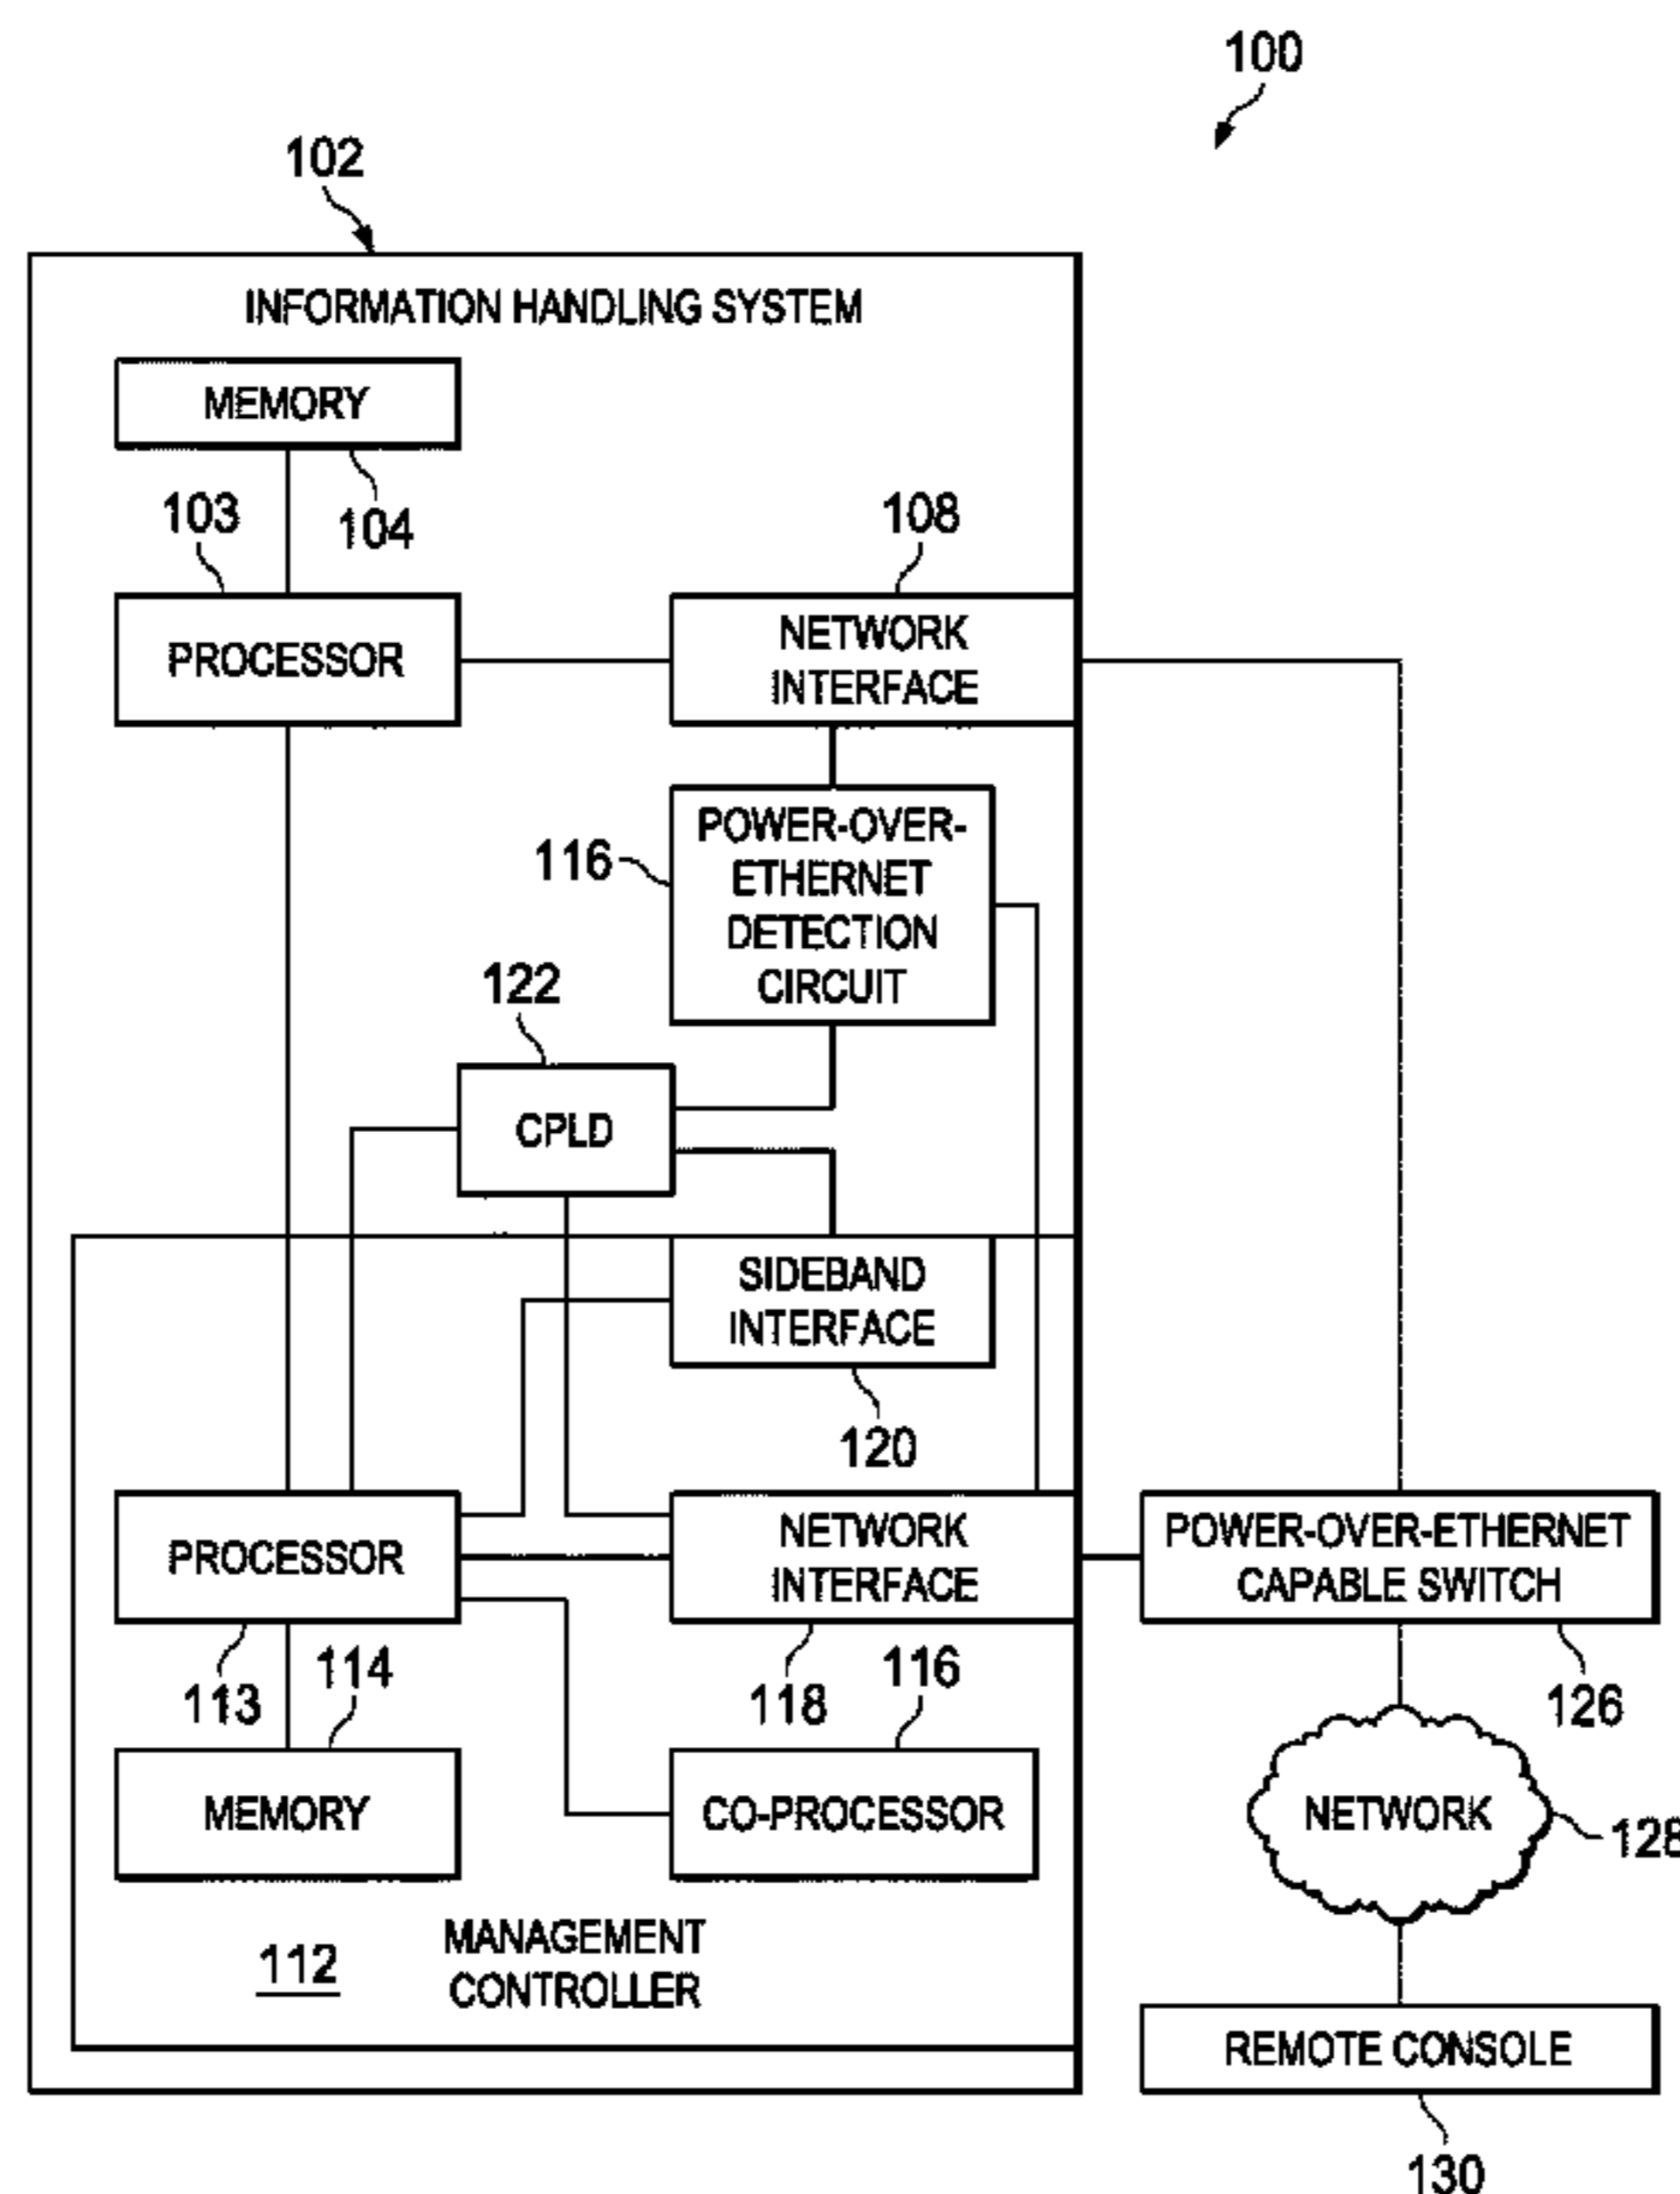 100
102
INFORMATION HANDLING SYSTEM
MEMORY
104
103
108
PROCESSOR
NETWORK
INTERFACE
116
POWER-OVER-
ETHERNET
DETECTION
CIRCUIT
122
CPLD
SIDEBAND
INTERFACE
120
PROCESSOR
NETWORK
INTERFACE
POWER-OVER-ETHERNET
CAPABLE SWITCH
113
114
118
116
126
MEMORY
CO-PROCESSOR
NETWORK
128
112
MANAGEMENT
CONTROLLER
REMOTE CONSOLE
130